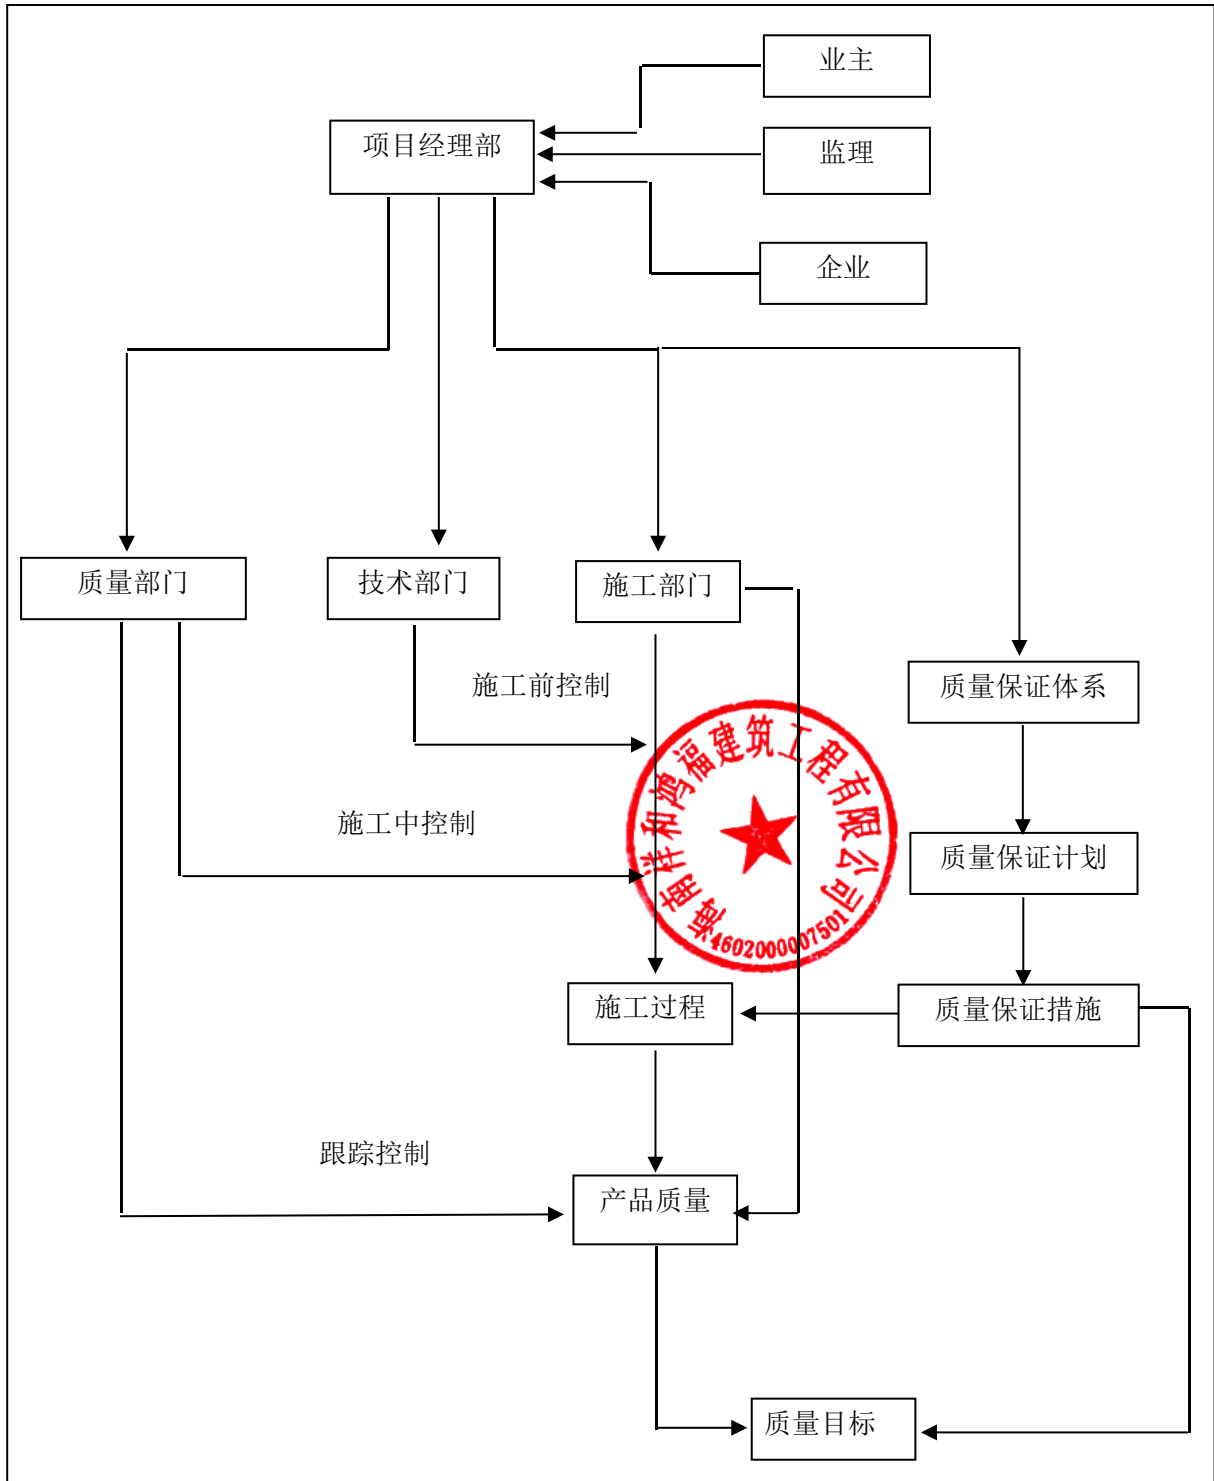 业主
项目经理部
监理
企业
质量部门
技术部门
施工部门
施工前控制
质量保证体系
海南祥和鸿福建筑工程有限公司
4602000007501
施工中控制
质量保证计划
施工过程
质量保证措施
跟踪控制
产品质量
质量目标